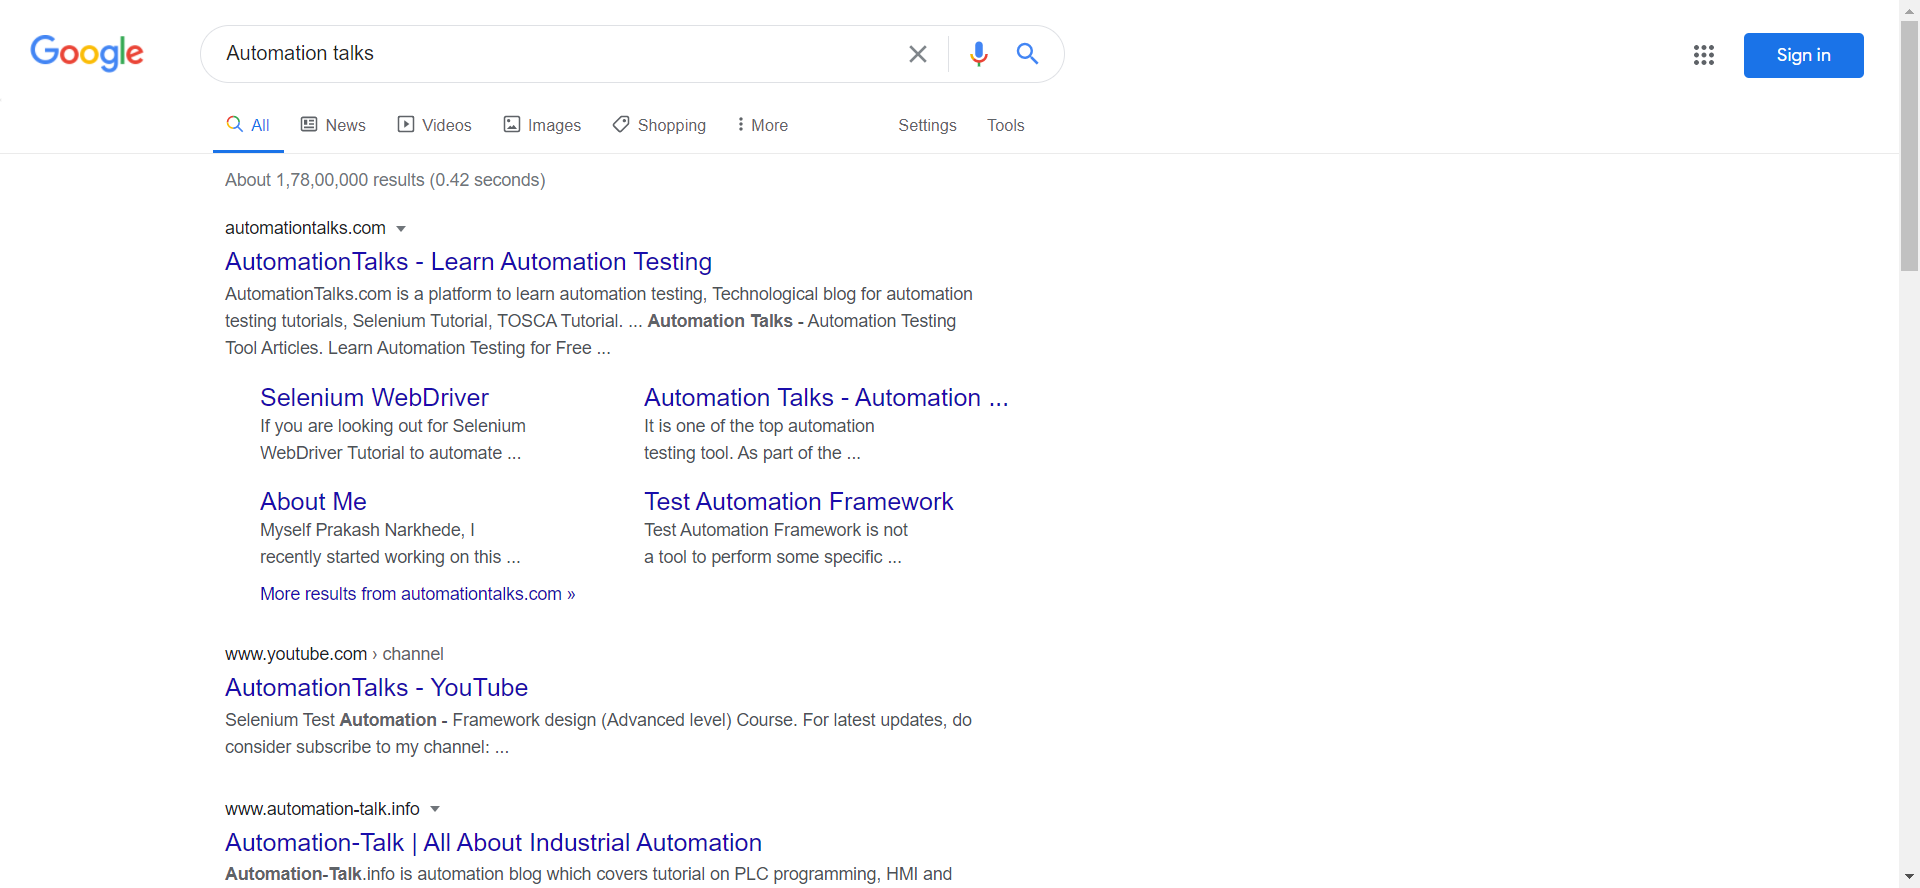 Google
Automation talks
Sign in
All News Videos Images Shopping More Settings Tools
About 1,78,00,000 results (0.42 seconds)
automationtalks.com
AutomationTalks - Learn Automation Testing
AutomationTalks.com is a platform to learn automation testing, Technological blog for automation
testing tutorials, Selenium Tutorial, TOSCA Tutorial. ... Automation Talks - Automation Testing
Tool Articles. Learn Automation Testing for Free ...
Selenium WebDriver
If you are looking out for Selenium
WebDriver Tutorial to automate ...
Automation Talks - Automation ...
It is one of the top automation
testing tool. As part of the ...
About Me
Myself Prakash Narkhede, I
recently started working on this ...
Test Automation Framework
Test Automation Framework is not
a tool to perform some specific ...
More results from automationtalks.com »
www.youtube.com › channel
AutomationTalks - YouTube
Selenium Test Automation - Framework design (Advanced level) Course. For latest updates, do
consider subscribe to my channel: ...
www.automation-talk.info
Automation-Talk | All About Industrial Automation
Automation-Talk.info is automation blog which covers tutorial on PLC programming, HMI and